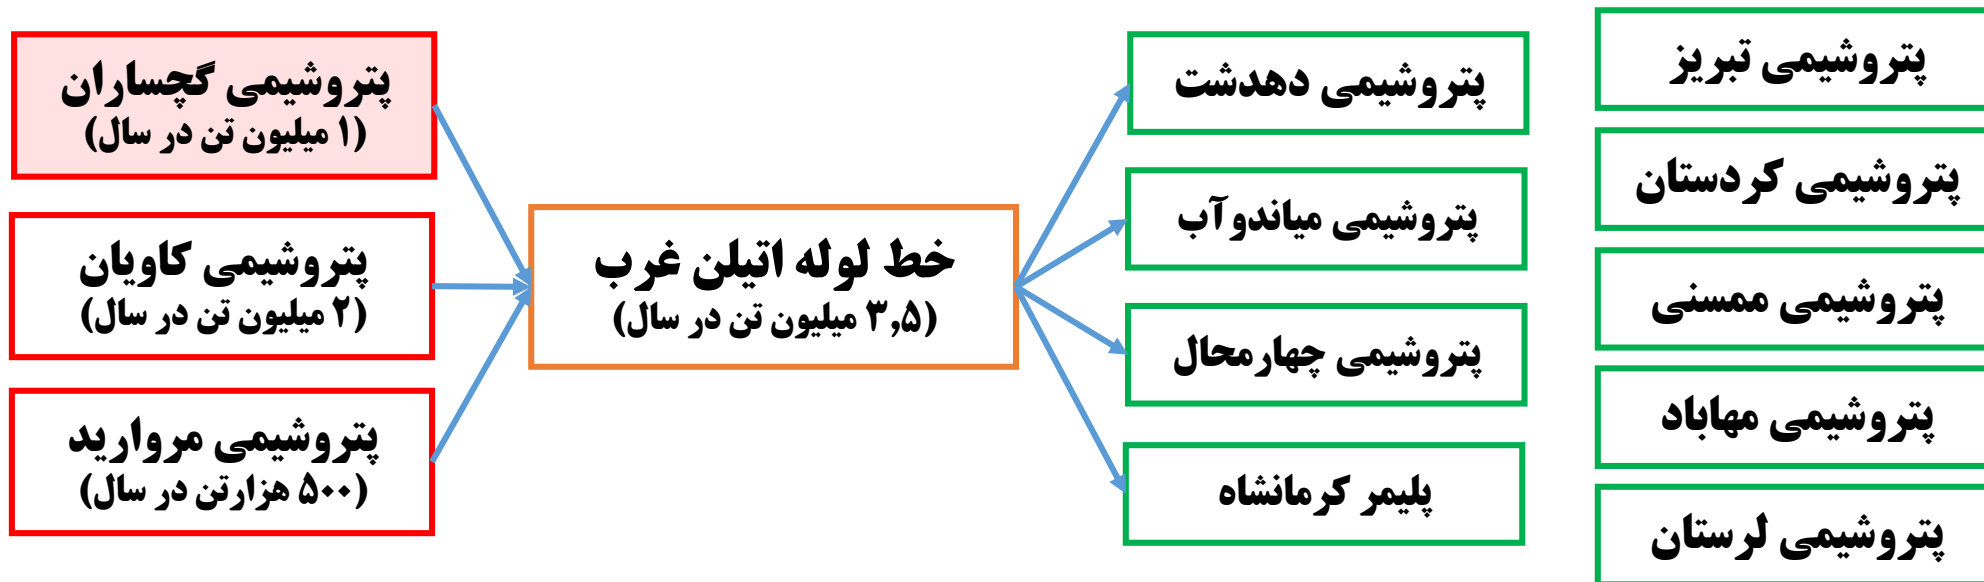 پتروشیمی گچساران
(۱ میلیون تن در سال)
پتروشیمی کاویان
(۲ میلیون تن در سال)
پتروشیمی مروارید
(۵۰۰ هزارتن در سال)
خط لوله اتیلن غرب
(۳,۵ میلیون تن در سال)
پتروشیمی دهدشت
پتروشیمی میاندوآب
پتروشیمی چهارمحال
پلیمر کرمانشاه
پتروشیمی تبریز
پتروشیمی کردستان
پتروشیمی ممسنی
پتروشیمی مهاباد
پتروشیمی لرستان